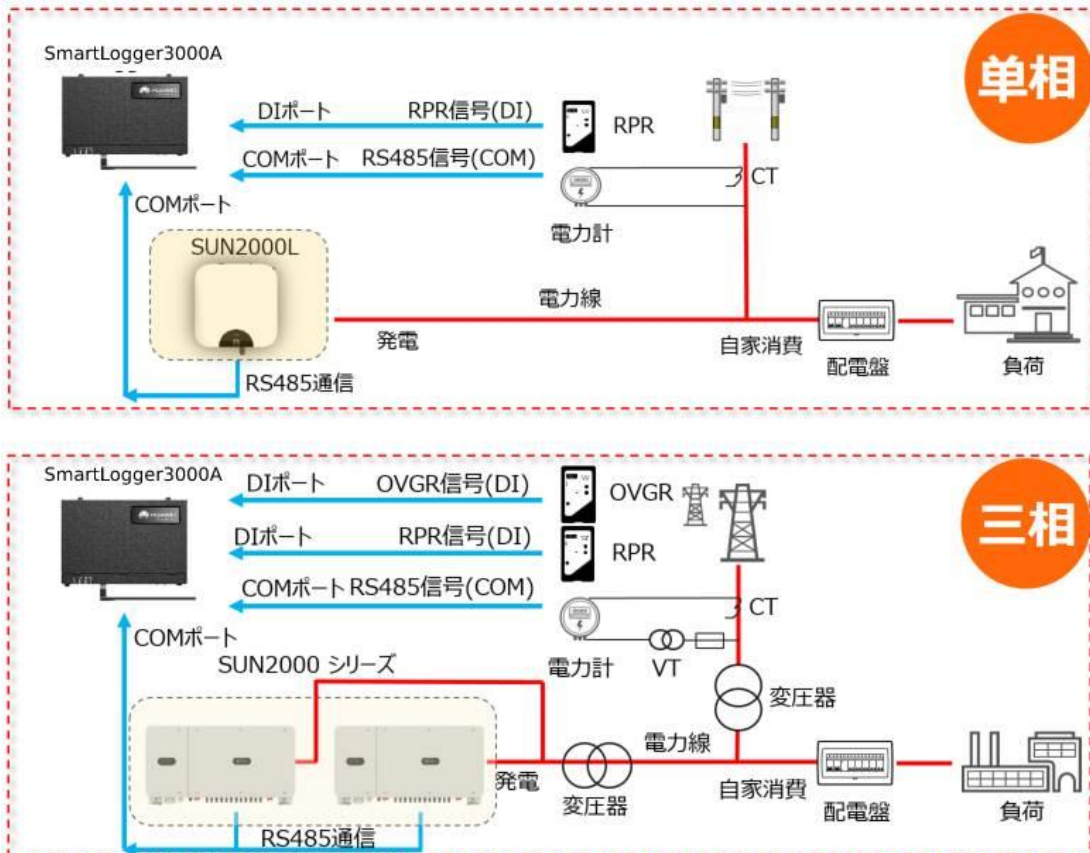 SmartLogger3000A
单相
DIポート RPR信号(DI) RPR
COMポート RS485信号(COM)
CT
COMポート
電力計
SUN2000L
電力線
発電
自家消費
配電盤
負荷
RS485通信
SmartLogger3000A
三相
DIポート OVGR信号(DI) OVGR
DIポート RPR信号(DI) RPR
COMポート RS485信号(COM)
CT
COMポート
SUN2000 シリーズ
電力計
VT
変圧器
電力線
発電
変圧器
自家消費
配電盤
負荷
RS485通信